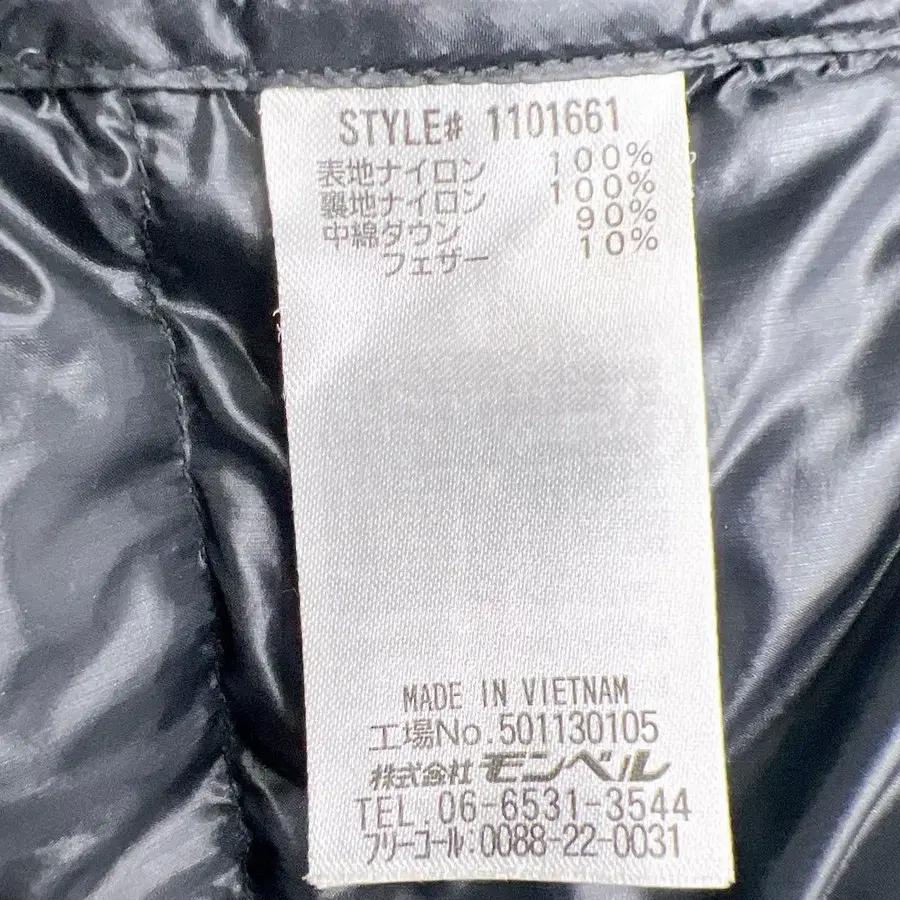 STYLE# 1101661
表地ナイロン 100%
裏地ナイロン 100%
中綿ダウン 90%
フェザー 10%
MADE IN VIETNAM
工場No.501130105
株式会社モンベル
TEL.06-6531-3544
フリーコール:0088-22-0031